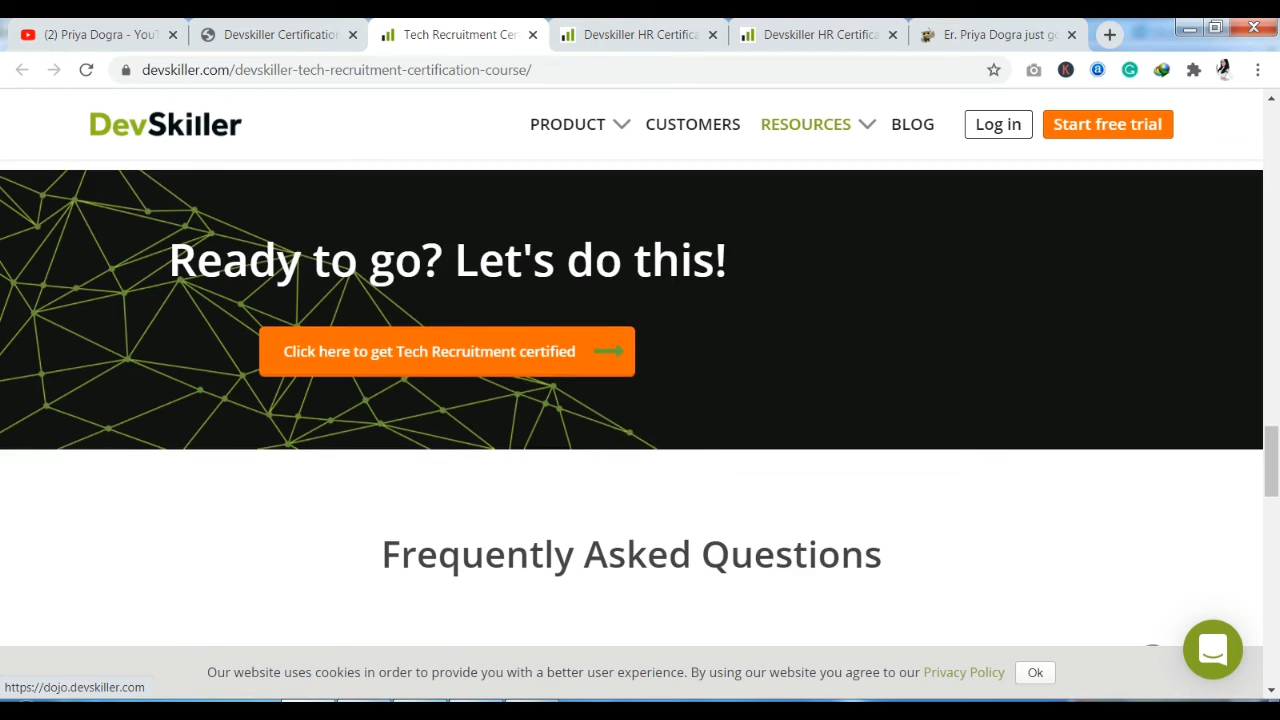 (2) Priya Dogra - YouT
Devskiller Certification
Tech Recruitment Ce
Devskiller HR Certifica
Devskiller HR Certifica
Er. Priya Dogra just go
devskiller.com/devskiller-tech-recruitment-certification-course/
DevSkiller
PRODUCT
CUSTOMERS
RESOURCES
BLOG
Log in
Start free trial
Ready to go? Let's do this!
Click here to get Tech Recruitment certified
Frequently Asked Questions
Our website uses cookies in order to provide you with a better user experience. By using our website you agree to our Privacy Policy
Ok
https://dojo.devskiller.com